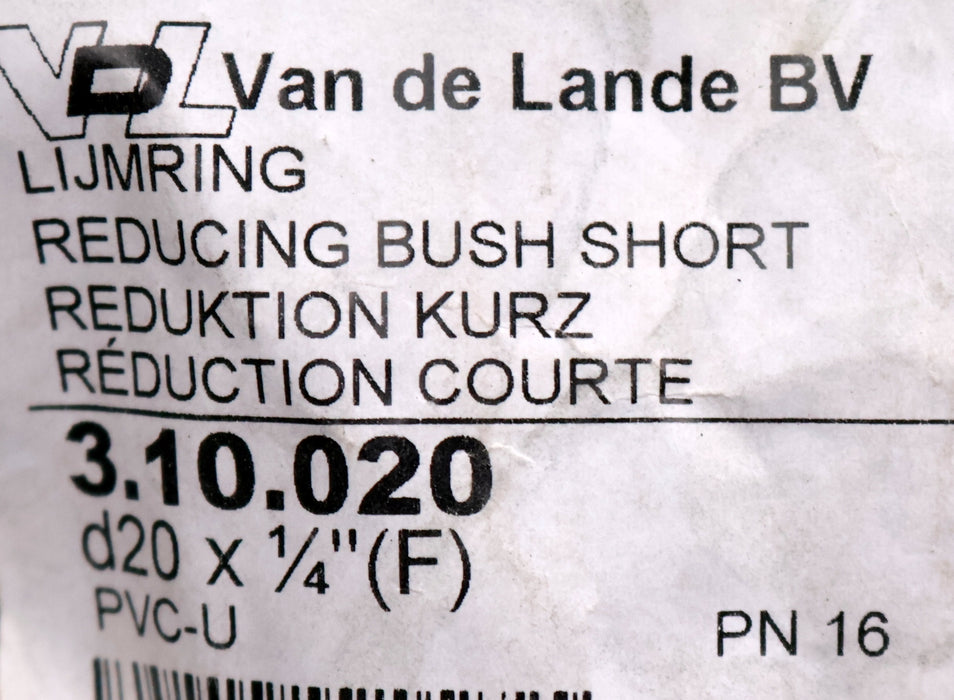 VDL Van de Lande BV
LIJMRING
REDUCING BUSH SHORT
REDUKTION KURZ
RÉDUCTION COURTE
3.10.020
d20 x ¼"(F)
PVC-U PN 16